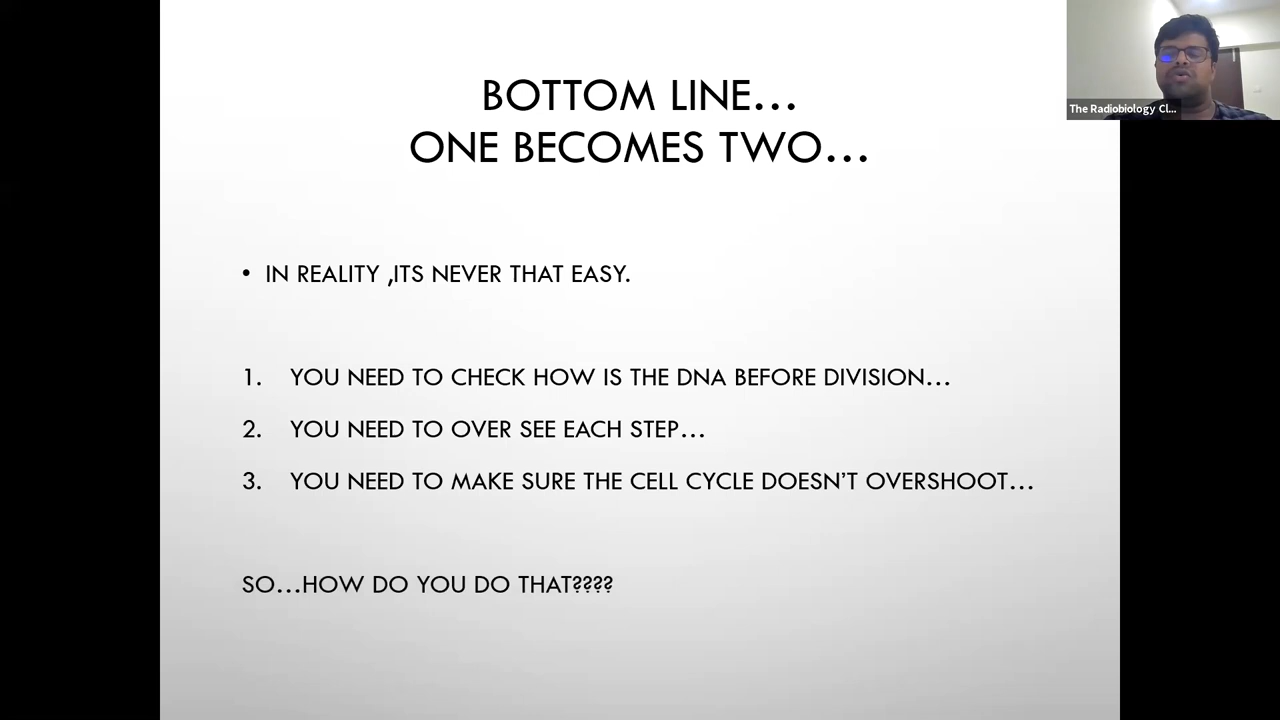 BOTTOM LINE...
ONE BECOMES TWO...
The Radiobiology Cl...
• IN REALITY ,ITS NEVER THAT EASY.
1. YOU NEED TO CHECK HOW IS THE DNA BEFORE DIVISION...
2. YOU NEED TO OVER SEE EACH STEP...
3. YOU NEED TO MAKE SURE THE CELL CYCLE DOESN'T OVERSHOOT...
SO...HOW DO YOU DO THAT????